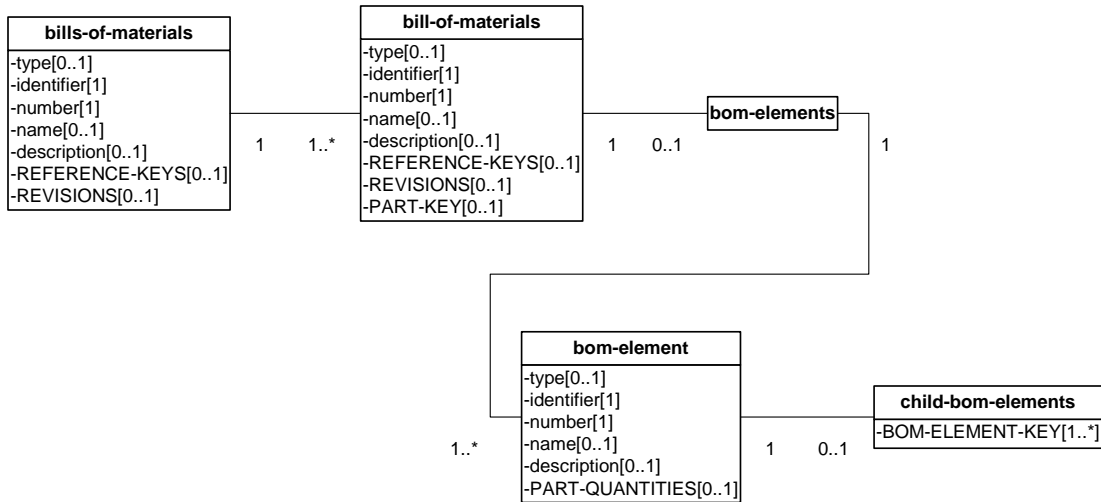 bills-of-materials
-type[0..1]
-identifier[1]
-number[1]
-name[0..1]
-description[0..1]
-REFERENCE-KEYS[0..1]
-REVISIONS[0..1]
1
1..*
bill-of-materials
-type[0..1]
-identifier[1]
-number[1]
-name[0..1]
-description[0..1]
-REFERENCE-KEYS[0..1]
-REVISIONS[0..1]
-PART-KEY[0..1]
1
0..1
bom-elements
1
1..*
bom-element
-type[0..1]
-identifier[1]
-number[1]
-name[0..1]
-description[0..1]
-PART-QUANTITIES[0..1]
1
0..1
child-bom-elements
-BOM-ELEMENT-KEY[1..*]